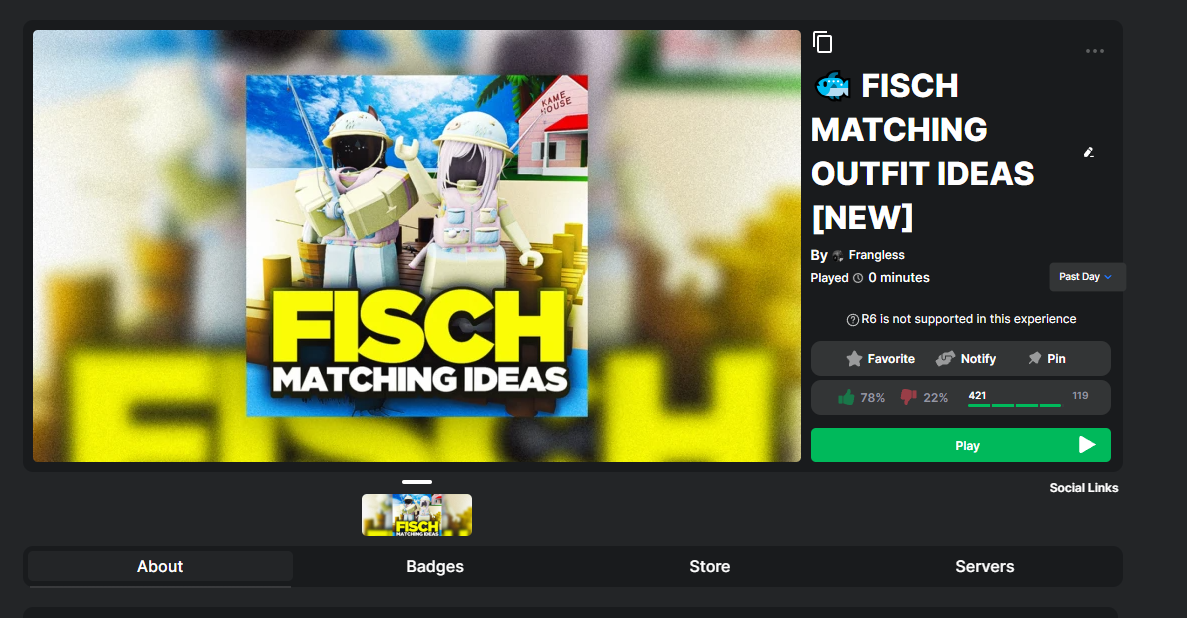 KAME
HOUSE
FISCH
MATCHING IDEAS
FISCH
MATCHING
OUTFIT IDEAS
[NEW]
By Frangless
Played 0 minutes
Past Day
R6 is not supported in this experience
Favorite Notify Pin
78% 22% 421 119
Play
Social Links
FISCH
MATCHING IDEAS
About Badges Store Servers